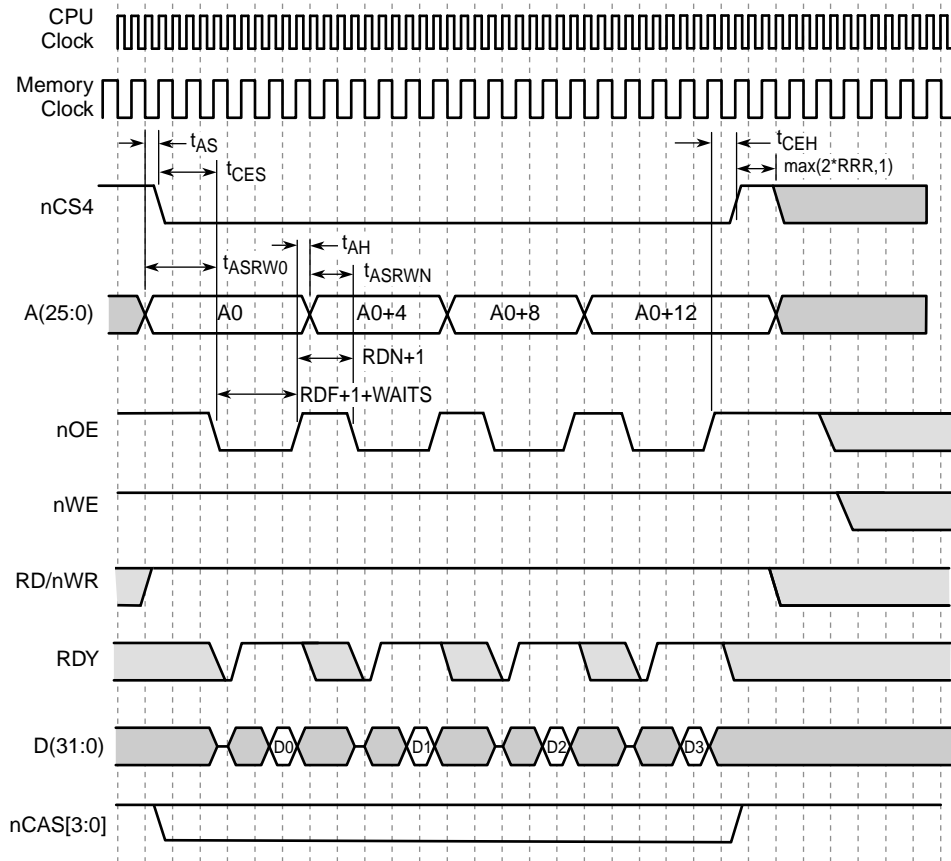 CPU
Clock
Memory
Clock
tAS
tCEH
tCES
max(2*RRR,1)
nCS4
tAH
tASRW0
tASRWN
A(25:0)
A0
A0+4
A0+8
A0+12
RDN+1
RDF+1+WAITS
nOE
nWE
RD/nWR
RDY
D(31:0)
D0
D1
D2
D3
nCAS[3:0]